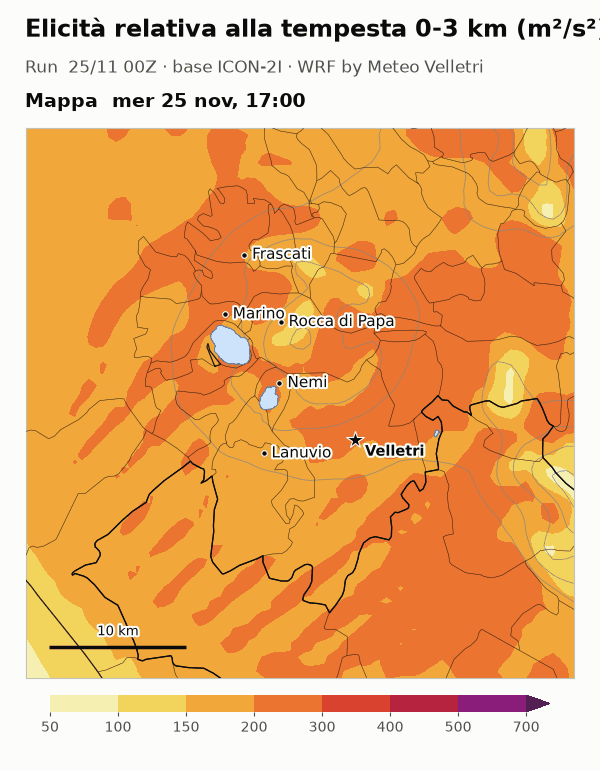 Elicità relativa alla tempesta 0-3 km (m²/s²)
Run 25/11 00Z · base ICON-2I · WRF by Meteo Velletri
Mappa mer 25 nov, 17:00
Frascati
Marino
Rocca di Papa
Nemi
Velletri
Lanuvio
10 km
50 100 150 200 300 400 500 700